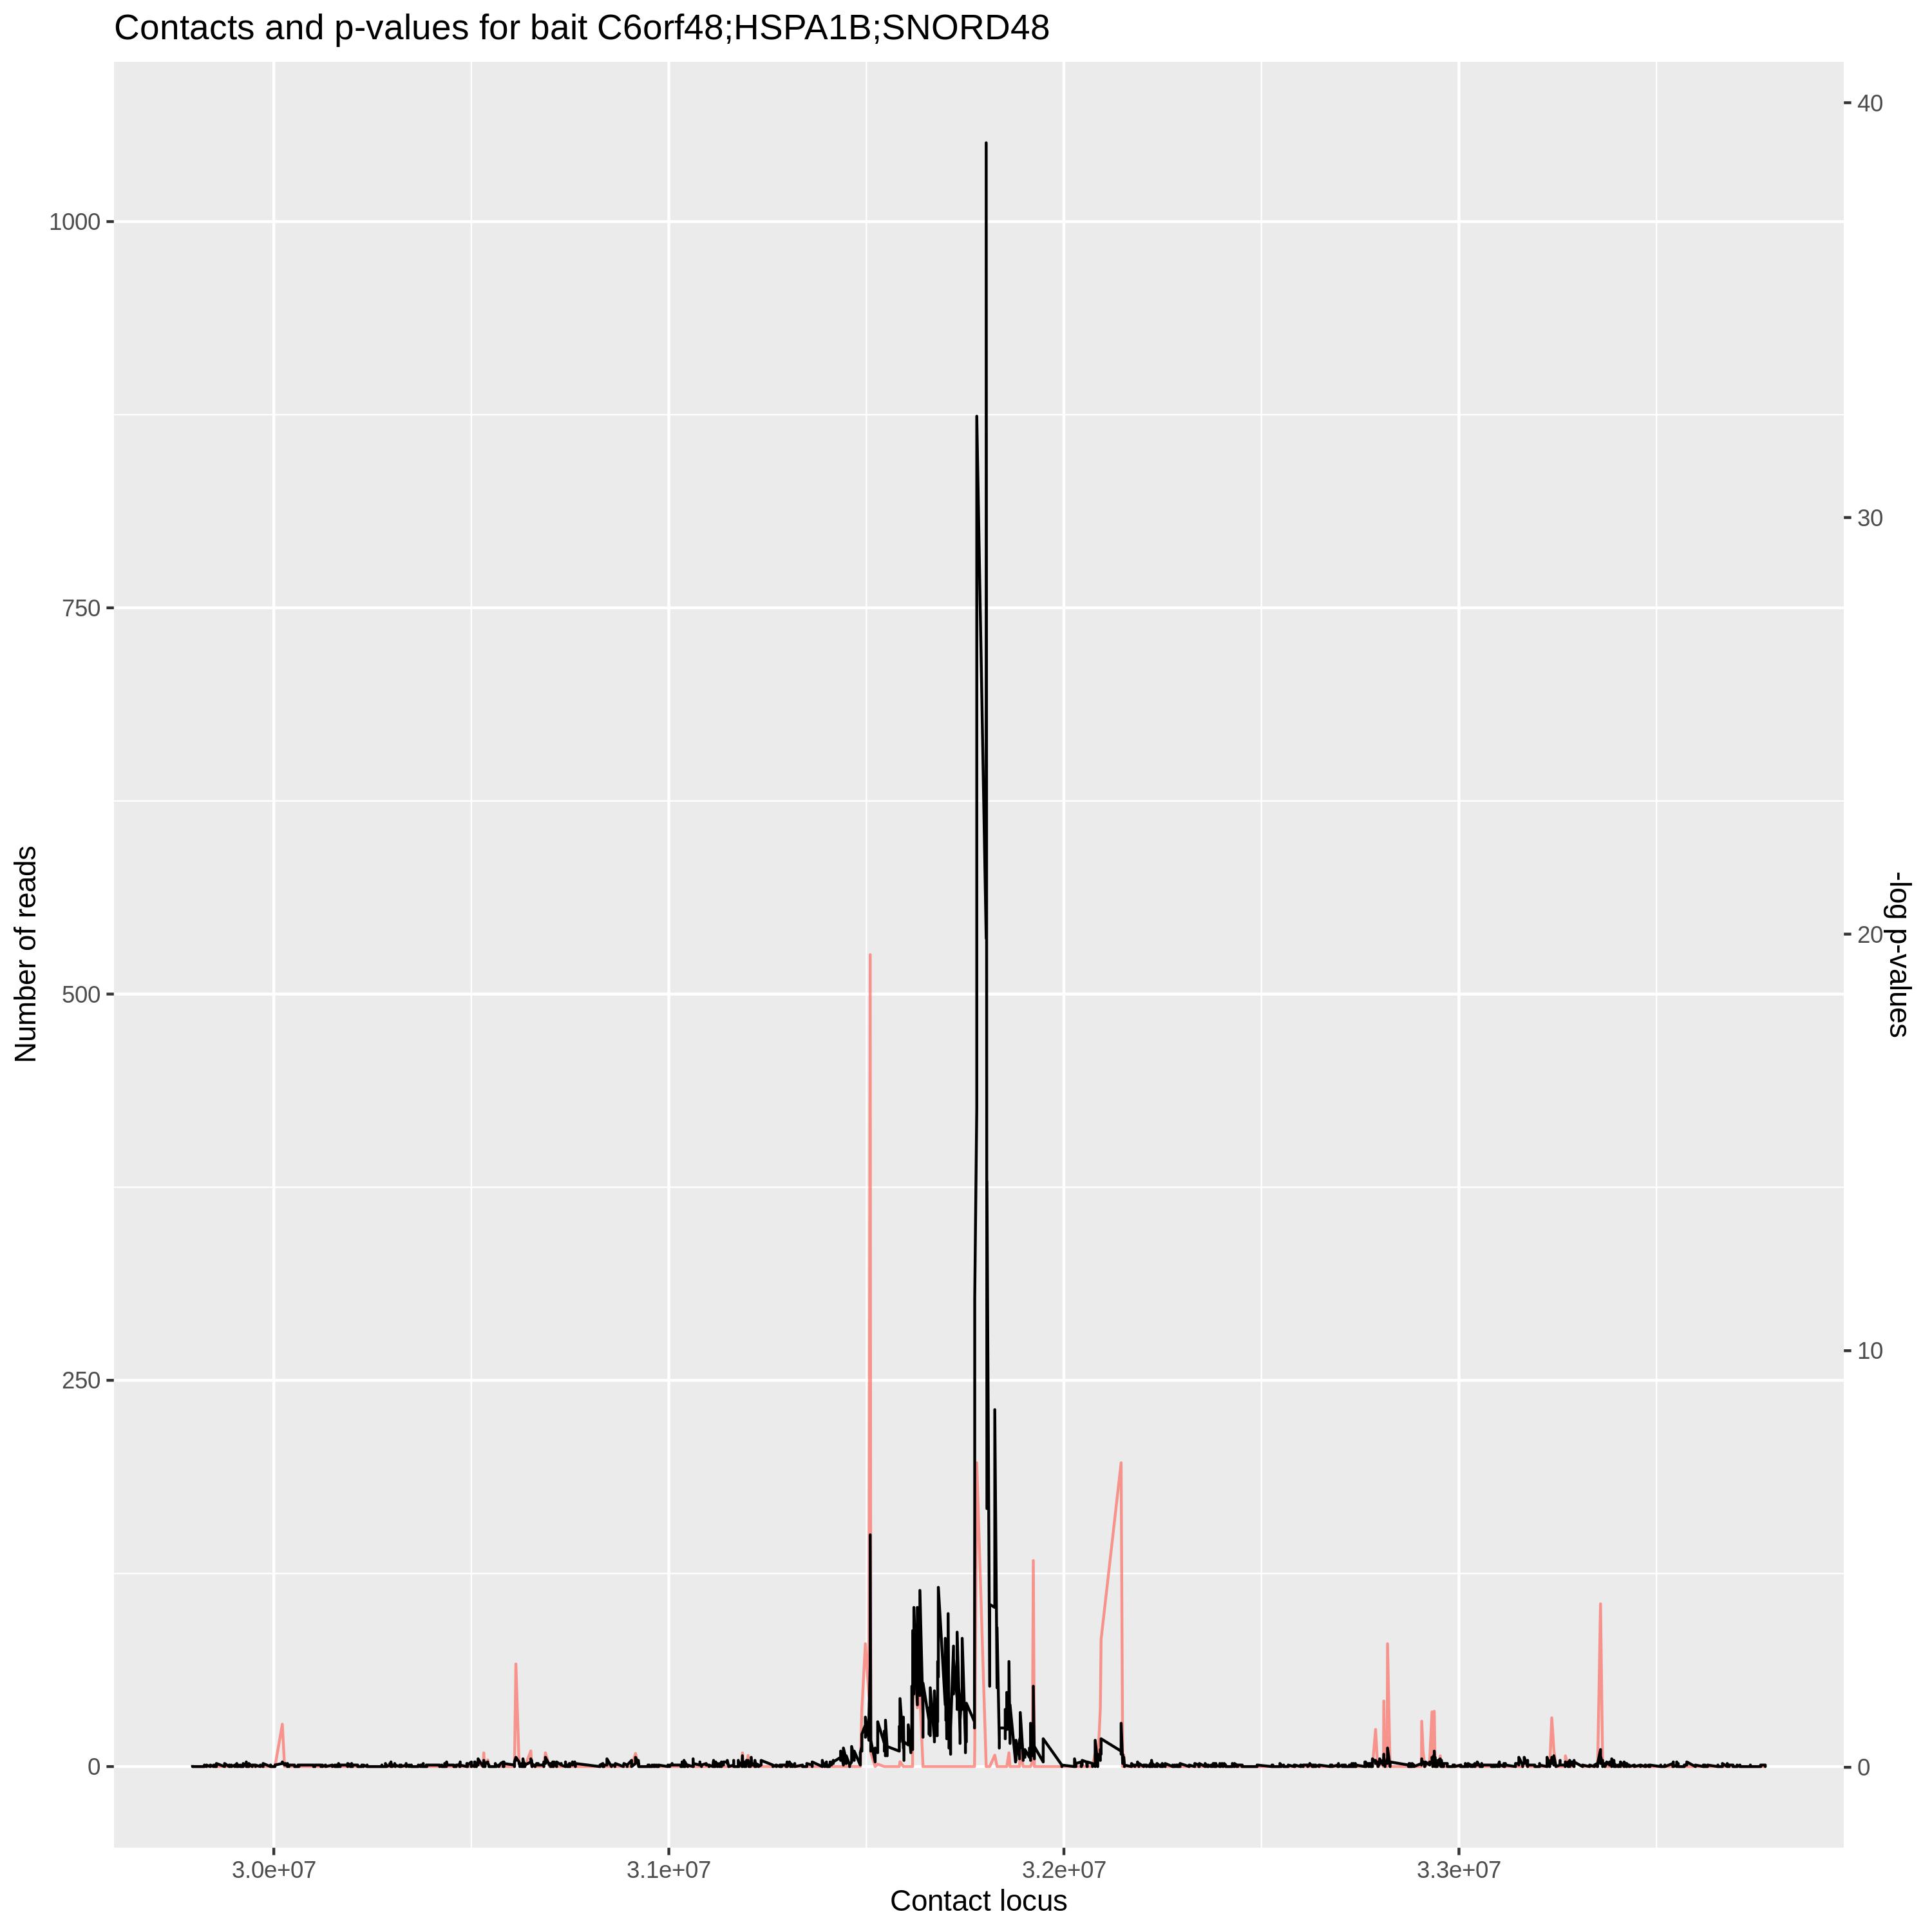 Contacts and p-values for bait C6orf48;HSPA1B;SNORD48
1000
750
500
250
0
Number of reads
40
30
20
10
0
-log p-values
3.0e+07
3.1e+07
3.2e+07
3.3e+07
Contact locus